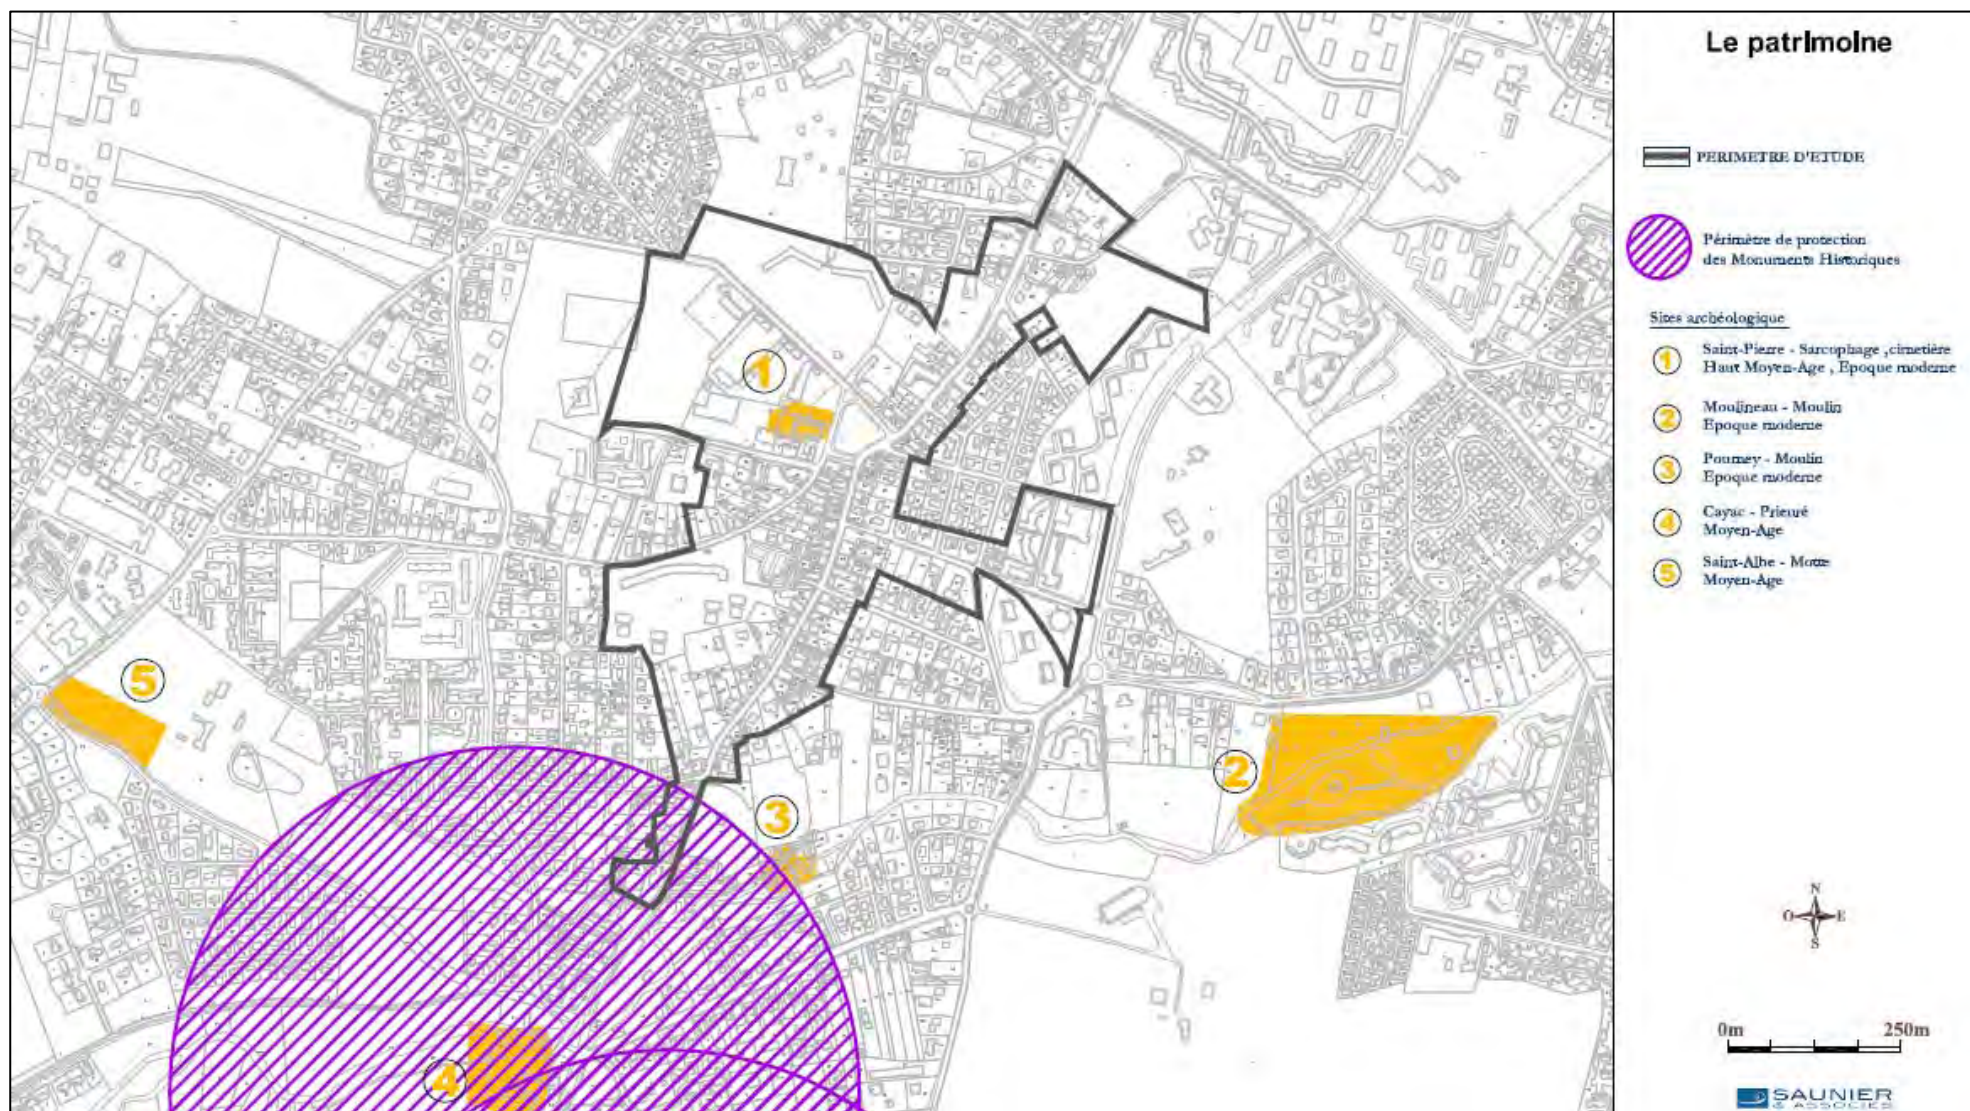 Le patrimoine
PERIMETRE D'ETUDE
Périmètre de protection
des Monuments Historiques
Sites archéologique
1 Saint-Pierre - Sarcophage ,cimetière
Haut Moyen-Age , Epoque moderne
2 Moulineau - Moulin
Epoque moderne
3 Pourney - Moulin
Epoque moderne
4 Cayac - Prieuré
Moyen-Age
5 Saint-Albe - Motte
Moyen-Age
1
5
2
3
4
N
O E
S
0m 250m
SAUNIER
& ASSOCIES